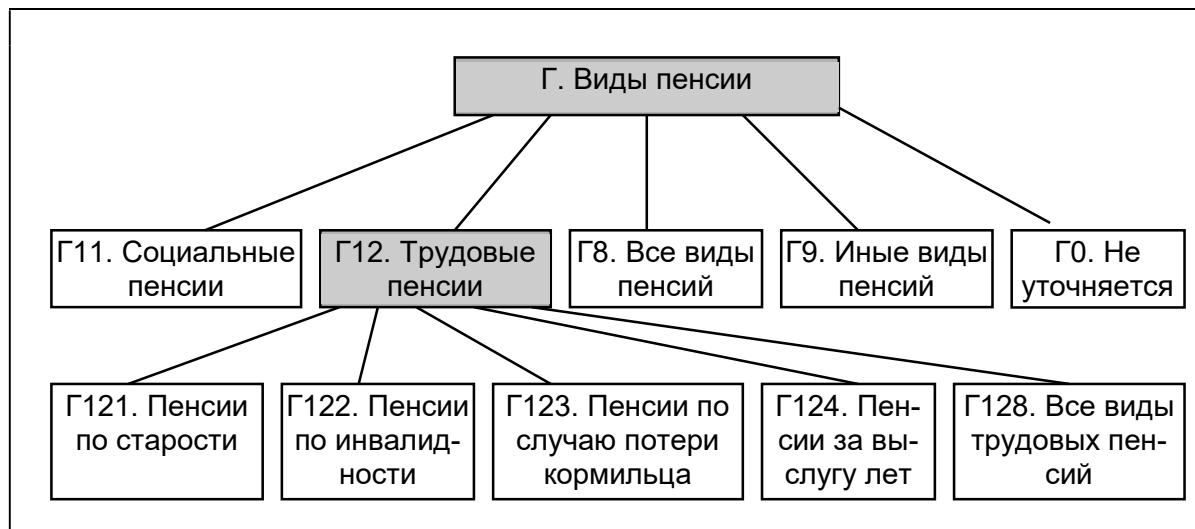 Г. Виды пенсии
Г11. Социальные
пенсии
Г12. Трудовые
пенсии
Г8. Все виды
пенсий
Г9. Иные виды
пенсий
Г0. Не
уточняется
Г121. Пенсии
по старости
Г122. Пенсии
по инвалид-
ности
Г123. Пенсии по
случаю потери
кормильца
Г124. Пен-
сии за вы-
слугу лет
Г128. Все виды
трудовых пен-
сий